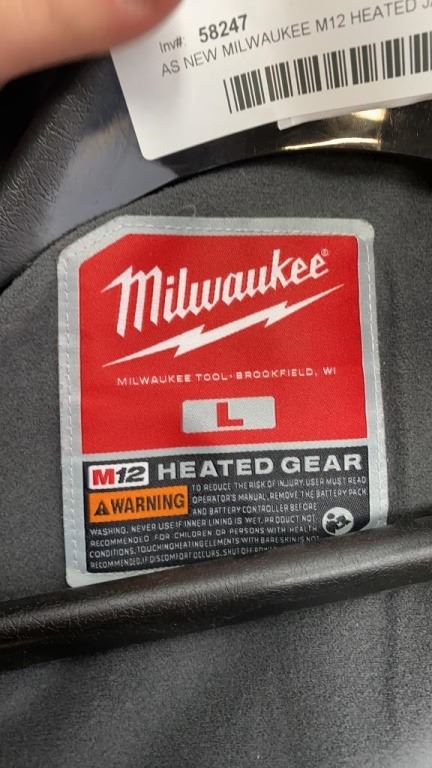 Inv#: 58247
AS NEW MILWAUKEE M12 HEATED
Milwaukee®
MILWAUKEE TOOL • BROOKFIELD, WI
L
M12 HEATED GEAR
WARNING TO REDUCE THE RISK OF INJURY, USER MUST READ
OPERATOR'S MANUAL, REMOVE THE BATTERY PACK
AND BATTERY CONTROLLER BEFORE
WASHING. NEVER USE IF INNER LINING IS WET. PRODUCT NOT
RECOMMENDED FOR CHILDREN OR PERSONS WITH HEALTH
CONDITIONS. TOUCHING HEATING ELEMENTS WITH BARE SKIN IS NOT
RECOMMENDED. IF DISCOMFORT OCCURS, SHUT OFF